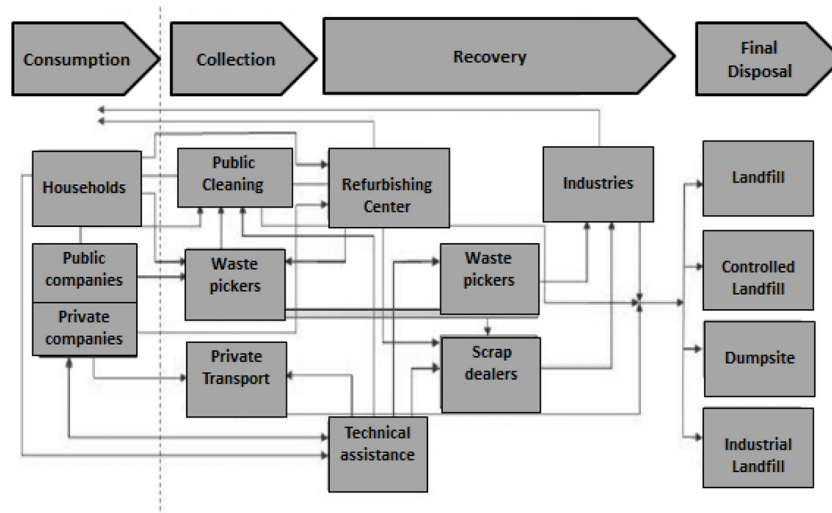 Consumption
Collection
Recovery
Final
Disposal
Households
Public
Cleaning
Refurbishing
Center
Industries
Landfill
Public
companies
Waste
pickers
Waste
pickers
Controlled
Landfill
Private
companies
Private
Transport
Scrap
dealers
Dumpsite
Technical
assistance
Industrial
Landfill